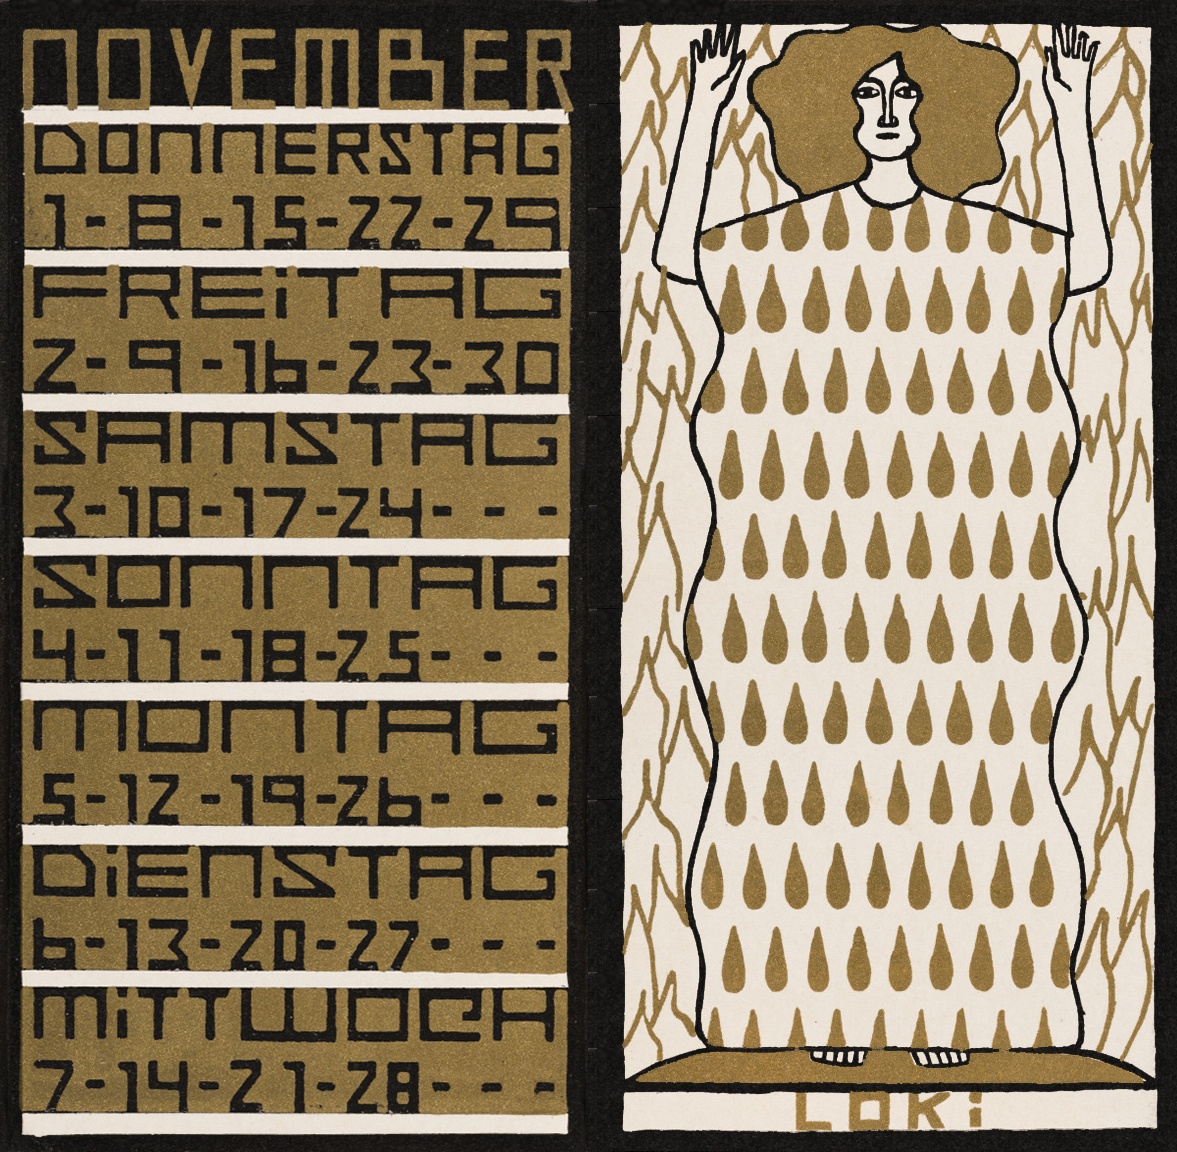 NOVEMBER
DONNERSTAG
1-8-15-22-29
FREiTAG
2-9-16-23-30
SAMSTAG
3-10-17-24- - -
SONNTAG
4-11-18-25- - -
MONTAG
5-12-19-26- - -
DiENSTAG
6-13-20-27- - -
MiTTWOCH
7-14-21-28- - -
LOKi